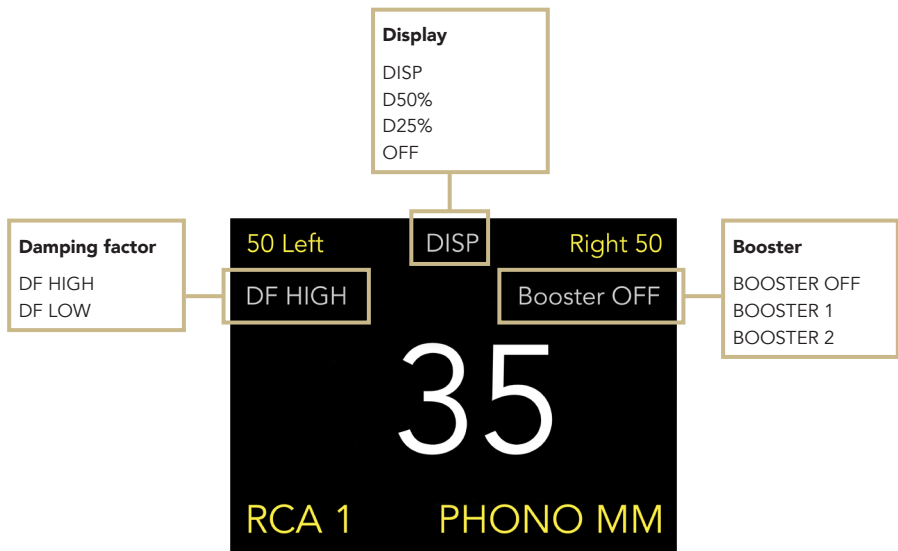 Display
DISP
D50%
D25%
OFF
Damping factor
DF HIGH
DF LOW
50 Left DISP Right 50
DF HIGH Booster OFF
35
RCA 1 PHONO MM
Booster
BOOSTER OFF
BOOSTER 1
BOOSTER 2